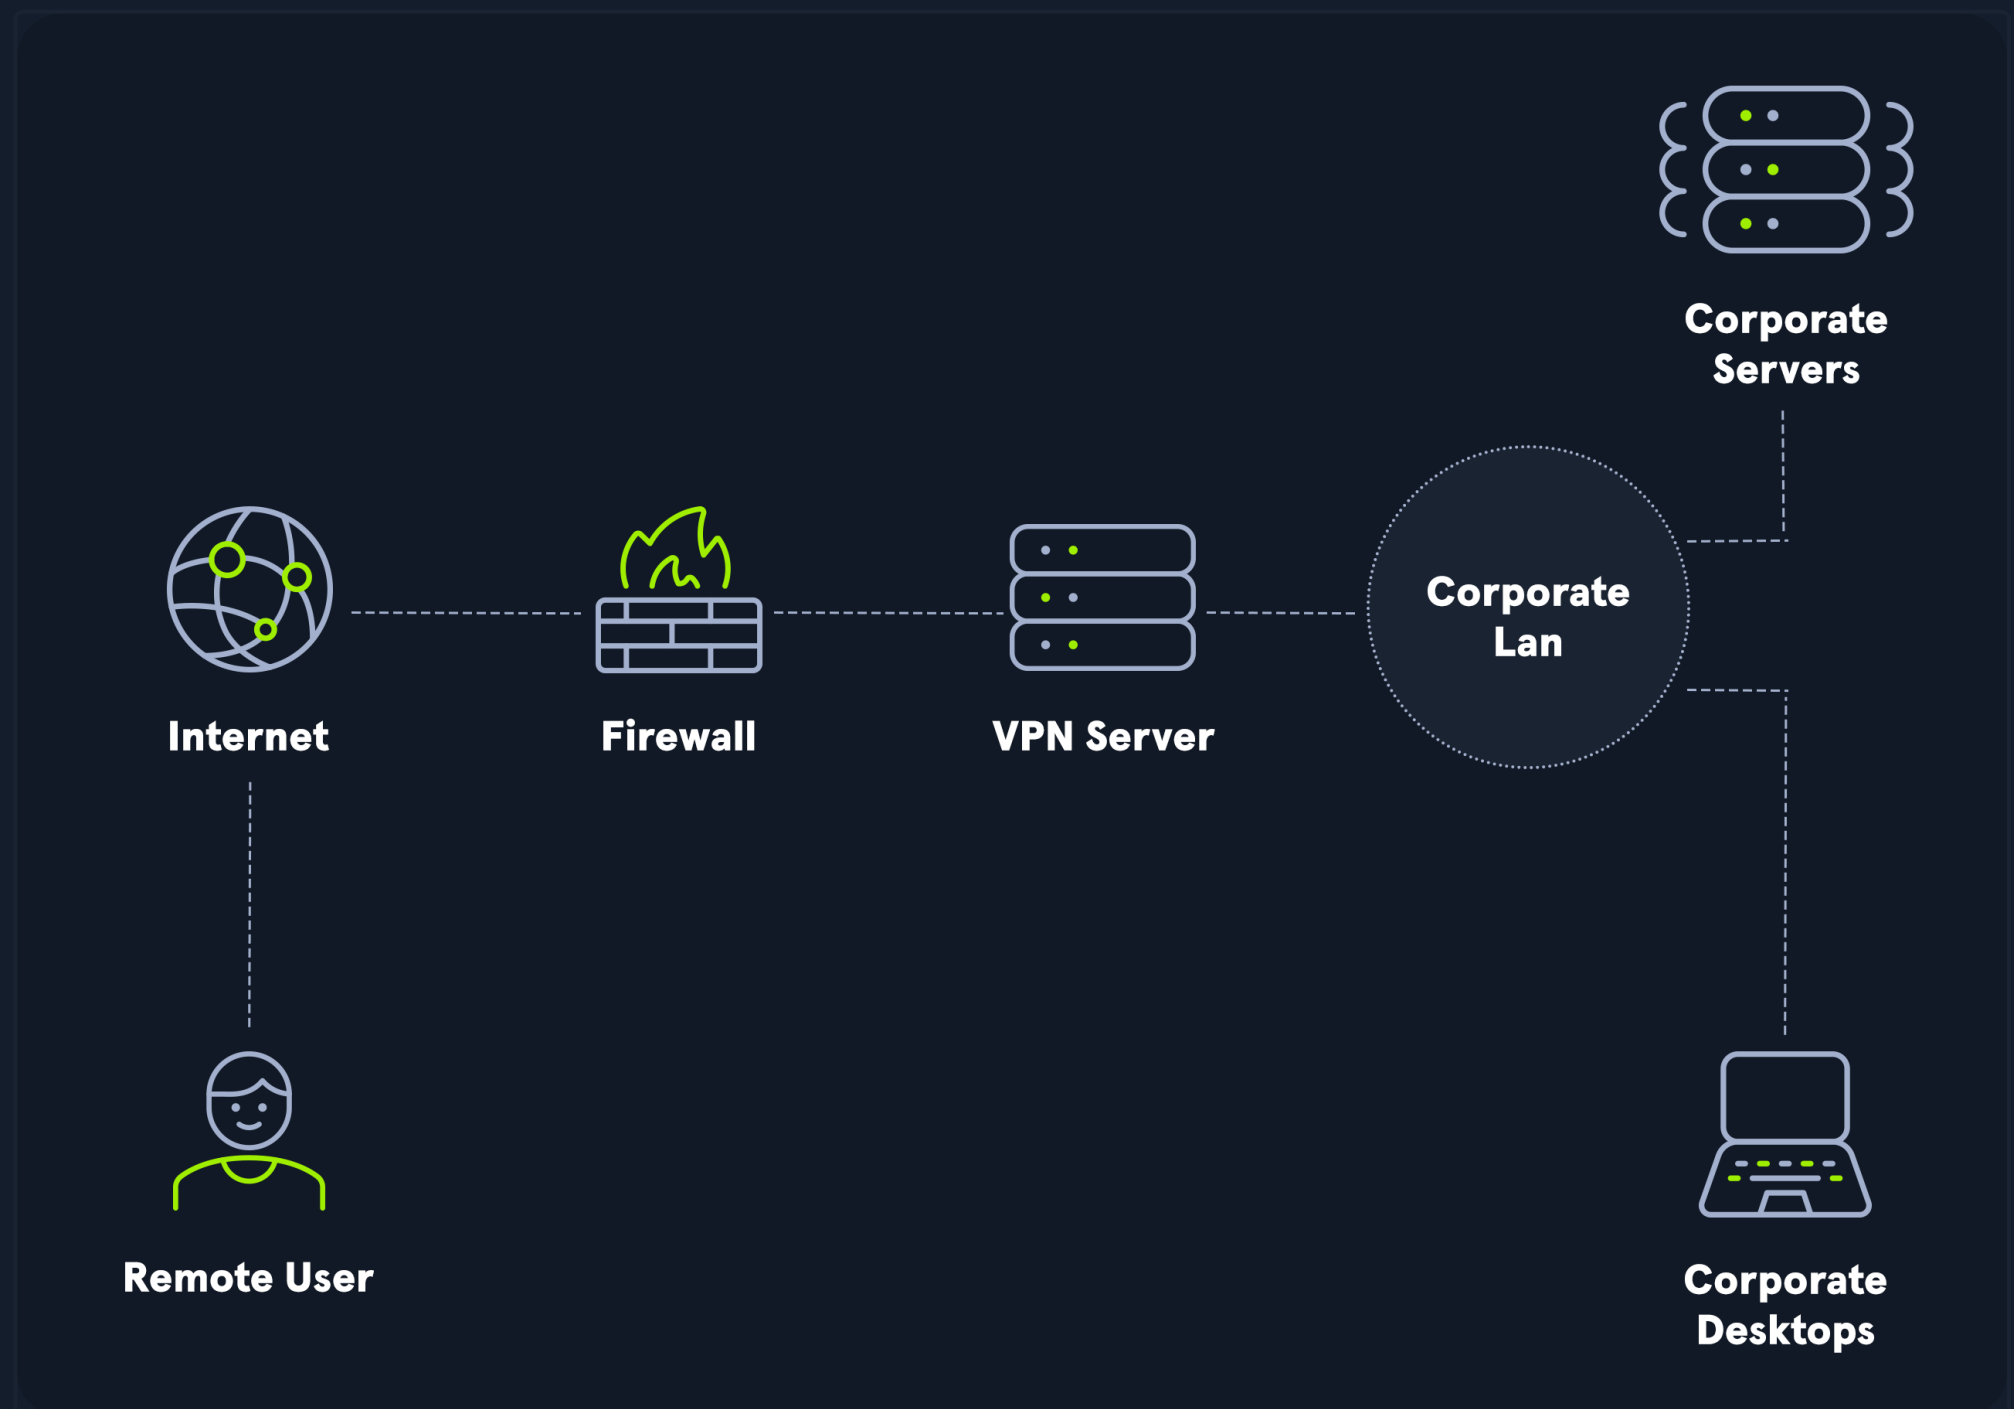 Corporate
Servers
Internet
Firewall
VPN Server
Corporate
Lan
Remote User
Corporate
Desktops